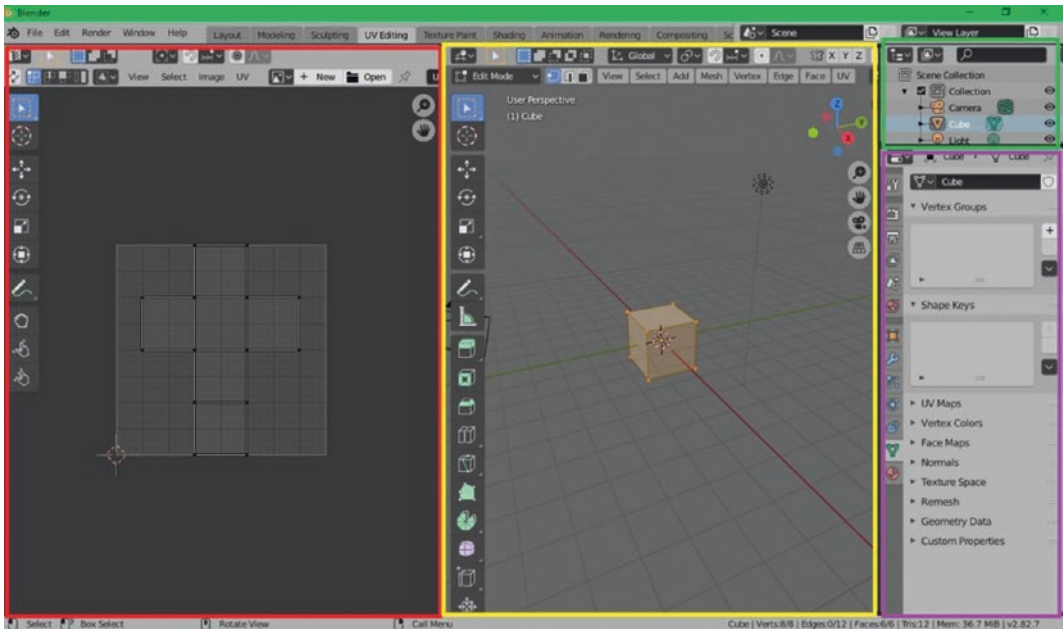 Blender
File Edit Render Window Help Layout Modeling Sculpting UV Editing Texture Paint Shading Animation Rendering Compositing Sc Scene View Layer
Global X Y Z
View Select Image UV New Open Edit Mode View Select Add Mesh Vertex Edge Face UV
User Perspective
(1) Cube
Z
Y
X
Scene Collection
Collection
Camera
Cube
Light
Cube Cube
Cube
Vertex Groups
Shape Keys
UV Maps
Vertex Colors
Face Maps
Normals
Texture Space
Remesh
Geometry Data
Custom Properties
Select Box Select Rotate View Call Menu Cube | Verts:8/8 | Edges:0/12 | Faces:6/6 | Tris:12 | Mem: 36.7 MiB | v2.82.7